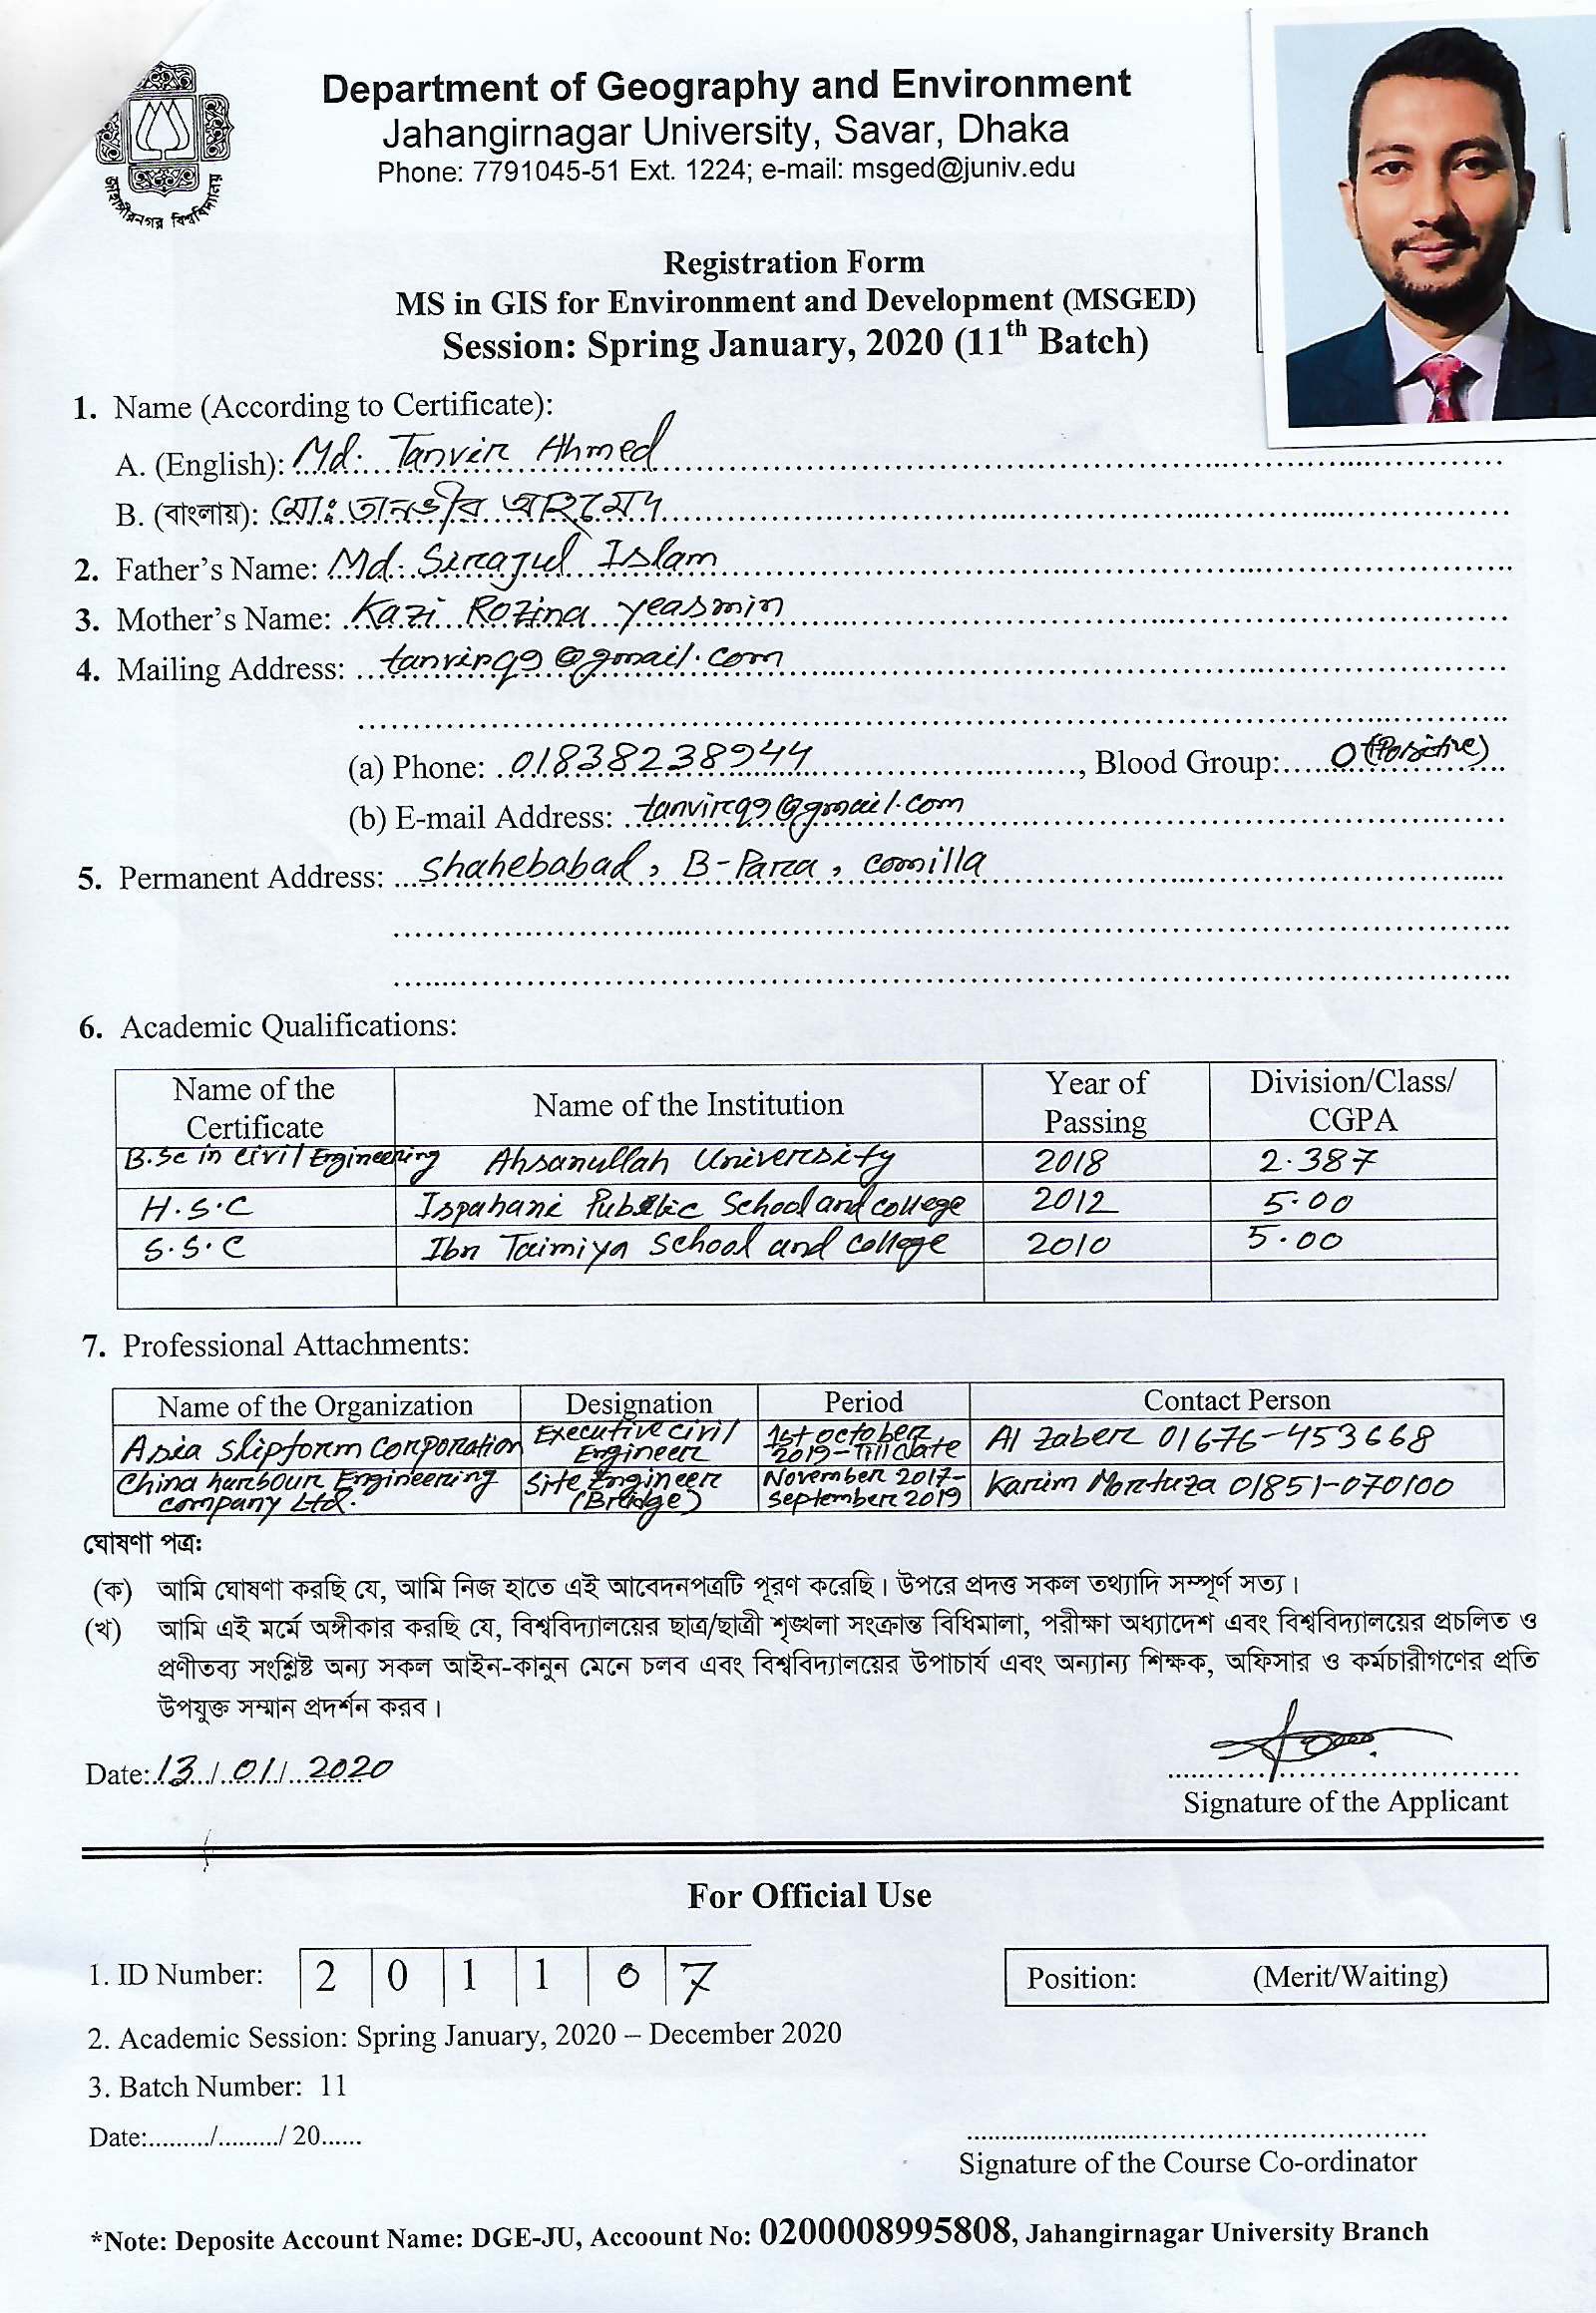 জাহাঙ্গীরনগর বিশ্ববিদ্যালয়
Department of Geography and Environment
Jahangirnagar University, Savar, Dhaka
Phone: 7791045-51 Ext. 1224; e-mail: msged@juniv.edu
Registration Form
MS in GIS for Environment and Development (MSGED)
Session: Spring January, 2020 (11th Batch)
1. Name (According to Certificate):
A. (English): Md. Tanvir Ahmed
B. (বাংলায়): মোঃ তানভীর আহমেদ
2. Father's Name: Md. Sirajul Islam
3. Mother's Name: Kazi Rozina yeasmin
4. Mailing Address: tanvirq9@gmail.com
(a) Phone: 01838238944, Blood Group: O (Positive)
(b) E-mail Address: tanvirq9@gmail.com
5. Permanent Address: Shahebabad, B-Para, comilla
6. Academic Qualifications:
Name of the Certificate Name of the Institution Year of Passing Division/Class/ CGPA
B.Sc in civil Engineering Ahsanullah University 2018 2.387
H.S.C Ispahani Public School and college 2012 5.00
S.S.C Ibn Taimiya School and college 2010 5.00
7. Professional Attachments:
Name of the Organization Designation Period Contact Person
Asia slipform corporation Executive civil Engineer 1st october 2019-Till date Al Zaber 01676-453668
China harbour Engineering company Ltd. Site Engineer (Bridge) November 2017- September 2019 Karim Mortuza 01851-070100
ঘোষণা পত্র:
(ক) আমি ঘোষণা করছি যে, আমি নিজ হাতে এই আবেদনপত্রটি পূরণ করেছি। উপরে প্রদত্ত সকল তথ্যাদি সম্পূর্ণ সত্য।
(খ) আমি এই মর্মে অঙ্গীকার করছি যে, বিশ্ববিদ্যালয়ের ছাত্র/ছাত্রী শৃঙ্খলা সংক্রান্ত বিধিমালা, পরীক্ষা অধ্যাদেশ এবং বিশ্ববিদ্যালয়ের প্রচলিত ও
প্রণীতব্য সংশ্লিষ্ট অন্য সকল আইন-কানুন মেনে চলব এবং বিশ্ববিদ্যালয়ের উপাচার্য এবং অন্যান্য শিক্ষক, অফিসার ও কর্মচারীগণের প্রতি
উপযুক্ত সম্মান প্রদর্শন করব।
Date: 13/01/2020
Signature of the Applicant
For Official Use
1. ID Number: 2 0 1 1 0 7 Position: (Merit/Waiting)
2. Academic Session: Spring January, 2020 – December 2020
3. Batch Number: 11
Date:........./........./ 20......
Signature of the Course Co-ordinator
*Note: Deposite Account Name: DGE-JU, Accoount No: 0200008995808, Jahangirnagar University Branch